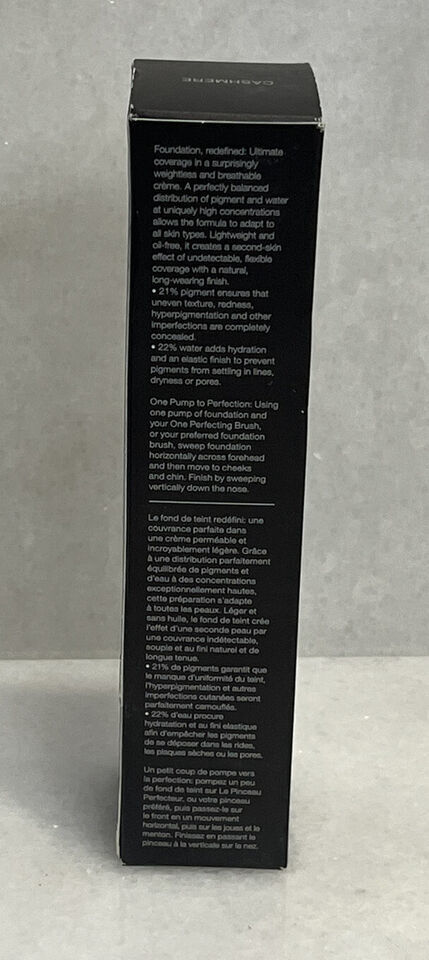 CASHMERE
Foundation, redefined: Ultimate
coverage in a surprisingly
weightless and breathable
crème. A perfectly balanced
distribution of pigment and water
at uniquely high concentrations
allows the formula to adapt to
all skin types. Lightweight and
oil-free, it creates a second-skin
effect of undetectable, flexible
coverage with a natural,
long-wearing finish.
• 21% pigment ensures that
uneven texture, redness,
hyperpigmentation and other
imperfections are completely
concealed.
• 22% water adds hydration
and an elastic finish to prevent
pigments from settling in lines,
dryness or pores.
One Pump to Perfection: Using
one pump of foundation and
your One Perfecting Brush,
or your preferred foundation
brush, sweep foundation
horizontally across forehead
and then move to cheeks
and chin. Finish by sweeping
vertically down the nose.
Le fond de teint redéfini: une
couvrance parfaite dans
une crème perméable et
incroyablement légère. Grâce
à une distribution parfaitement
équilibrée de pigments et
d'eau à des concentrations
exceptionnellement hautes,
cette préparation s'adapte
à toutes les peaux. Léger et
sans huile, le fond de teint crée
l'effet d'une seconde peau par
une couvrance indétectable,
souple et au fini naturel et de
longue tenue.
• 21% de pigments garantit que
le manque d'uniformité du teint,
l'hyperpigmentation et autres
imperfections cutanées seront
parfaitement camouflés.
• 22% d'eau procure
hydratation et au fini elastique
afin d'empêcher les pigments
de se déposer dans les rides,
les plaques sèches ou les pores.
Un petit coup de pompe vers
la perfection: pompez un peu
de fond de teint sur Le Pinceau
Perfecteur, ou votre pinceau
préféré, puis passez-le sur
le front en un mouvement
horizontal, puis sur les joues et le
menton. Finissez en passant le
pinceau à la verticale sur le nez.